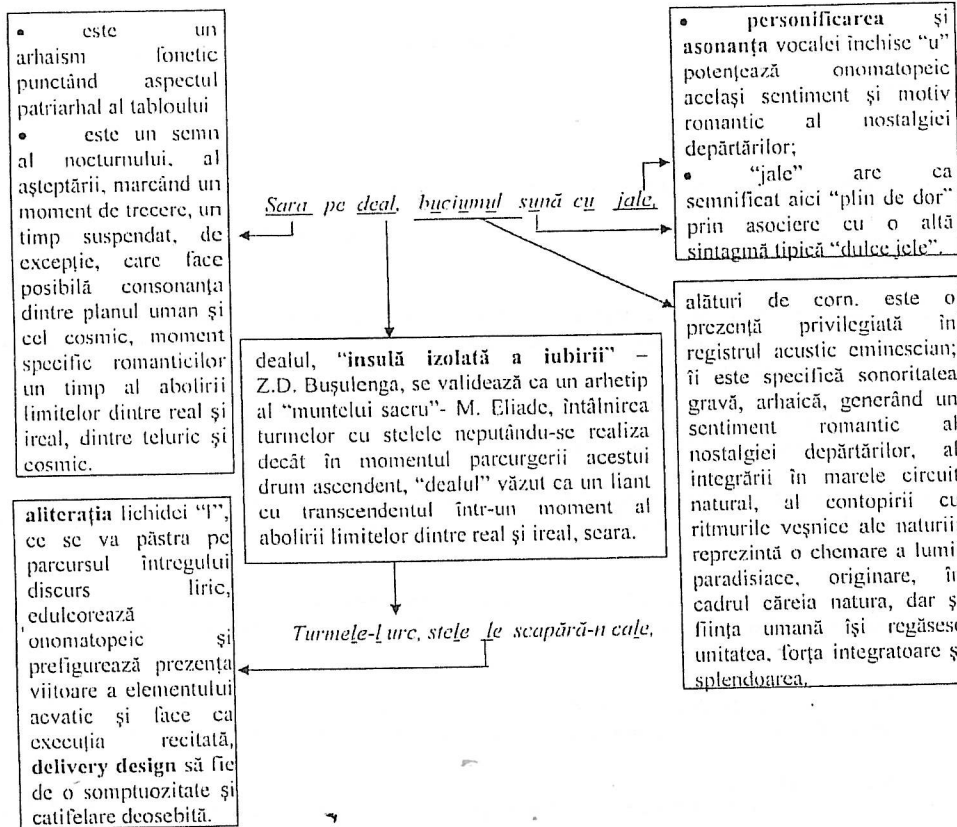 • este un
arhaism fonetic
punctând aspectul
patriarhal al tabloului
• este un semn
al nocturnului, al
așteptării, marcând un
moment de trecere, un
timp suspendat, de
excepție, care face
posibilă consonanța
dintre planul uman și
cel cosmic, moment
specific romanticilor
un timp al abolirii
limitelor dintre real și
ireal, dintre teluric și
cosmic.
Sara pe deal, buciumul sună cu jale,
• personificarea și
asonanța vocalei închise “u”
potențează onomatopeic
același sentiment și motiv
romantic al nostalgiei
depărtărilor;
• “jale” are ca
semnificat aici “plin de dor”
prin asociere cu o altă
sintagmă tipică “dulce jele”.
dealul, “insulă izolată a iubirii” –
Z.D. Bușulenga, se validează ca un arhetip
al “muntelui sacru”- M. Eliade, întâlnirea
turmelor cu stelele neputându-se realiza
decât în momentul parcurgerii acestui
drum ascendent, “dealul” văzut ca un liant
cu transcendentul într-un moment al
abolirii limitelor dintre real și ireal, seara.
alături de corn. este o
prezență privilegiată în
registrul acustic eminescian;
îi este specifică sonoritatea
gravă, arhaică, generând un
sentiment romantic al
nostalgiei depărtărilor, al
integrării în marele circuit
natural, al contopirii cu
ritmurile veșnice ale naturii
reprezintă o chemare a lumi
paradisiace, originare, în
cadrul căreia natura, dar ș
ființa umană își regăsesc
unitatea, forța integratoare ș
splendoarea,
aliterația lichidei “l”,
ce se va păstra pe
parcursul întregului
discurs liric,
edulcorează
onomatopeic și
prefigurează prezența
viitoare a elementului
acvatic și face ca
execuția recitată,
delivery design să fie
de o somptuozitate și
catifelare deosebită.
Turmele-l urc, stele le scapără-n cale,